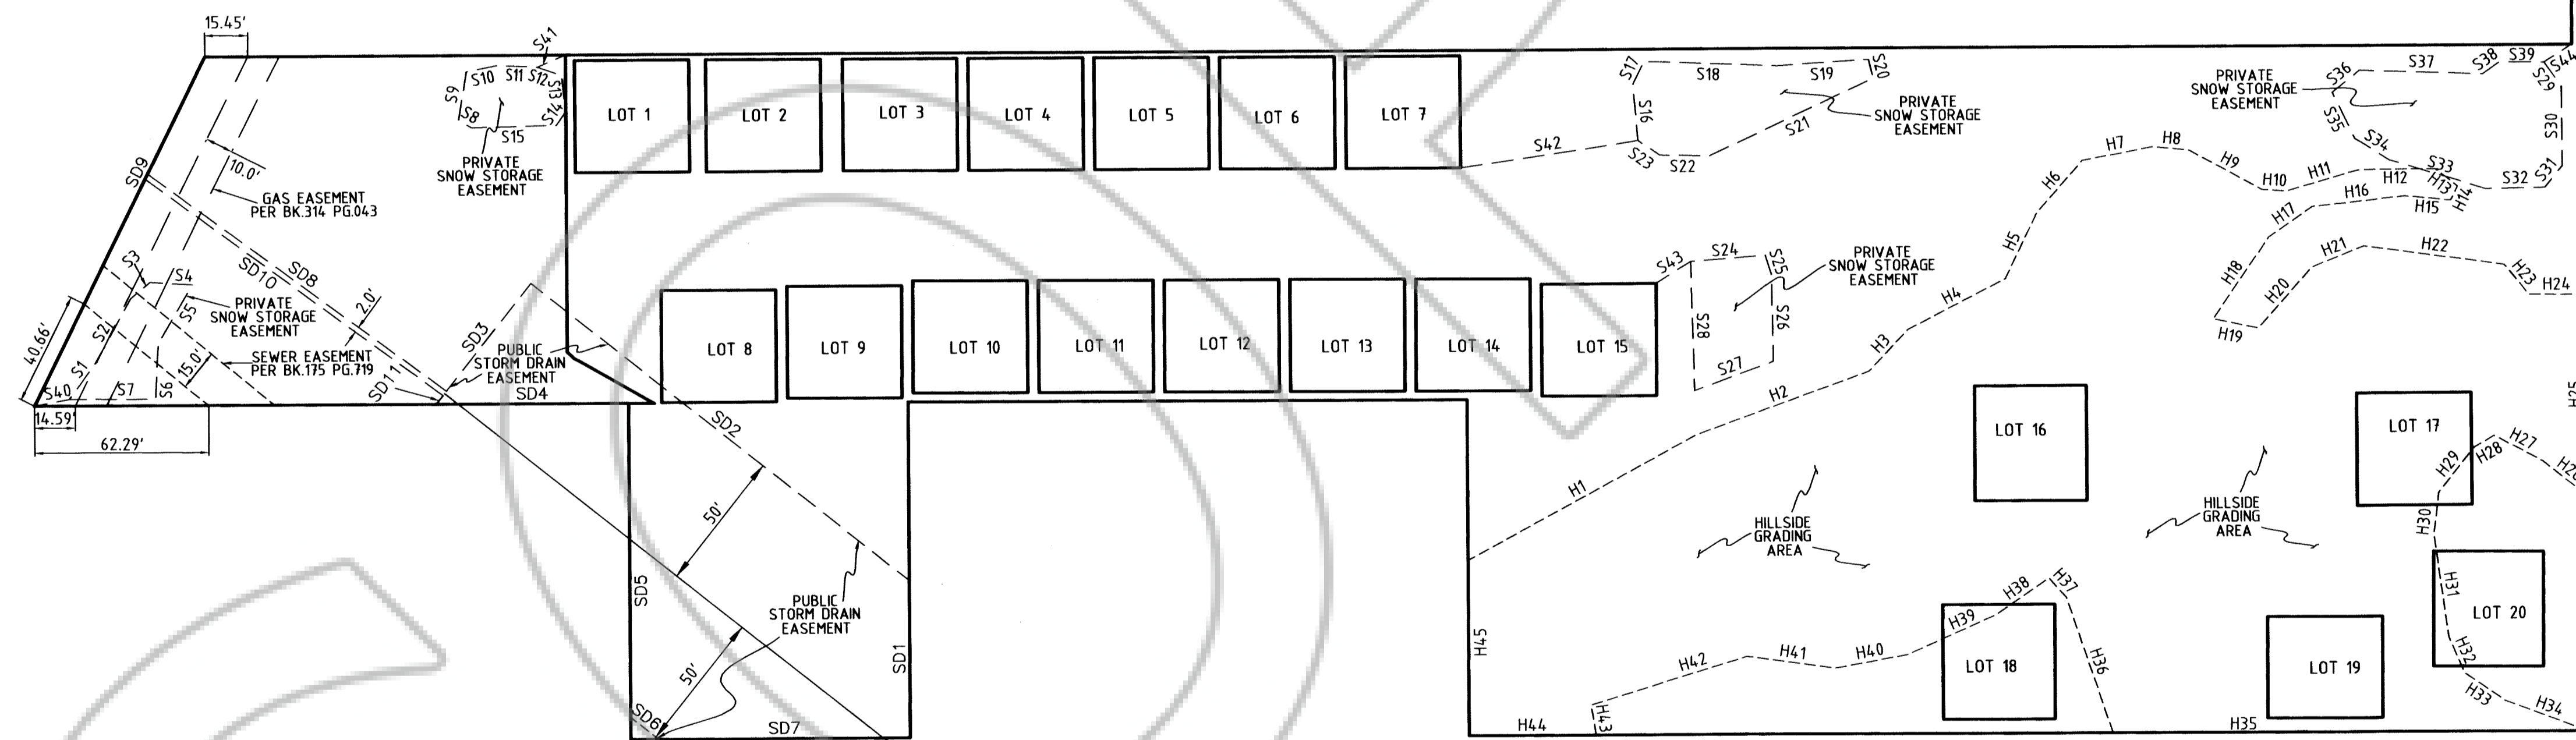 15.45'
S41
S10
S11
S12
S13
S14
S9
S8
S15
PRIVATE
SNOW STORAGE
EASEMENT
LOT 1
LOT 2
LOT 3
LOT 4
LOT 5
LOT 6
LOT 7
S17
S18
S19
S20
S16
S42
S23
S22
S21
PRIVATE
SNOW STORAGE
EASEMENT
PRIVATE
SNOW STORAGE
EASEMENT
S36
S37
S38
S39
S44
S29
S30
S35
S34
S33
S32
S31
SD9
10.0'
GAS EASEMENT
PER BK.314 PG.043
H7
H8
H9
H10
H11
H12
H13
H14
H15
H16
H17
H6
H5
H4
H3
H2
H1
H18
H19
H20
H21
H22
H23
H24
H25
S3
S4
S5
SD10
SD8
PRIVATE
SNOW STORAGE
EASEMENT
2.0'
40.66'
S2
S1
SEWER EASEMENT
PER BK.175 PG.719
15.0'
S40
S7
S6
SD11
SD3
PUBLIC
STORM DRAIN
EASEMENT
SD4
14.59'
62.29'
LOT 8
LOT 9
LOT 10
LOT 11
LOT 12
LOT 13
LOT 14
LOT 15
S43
S24
S25
S26
S27
S28
PRIVATE
SNOW STORAGE
EASEMENT
SD2
50'
SD5
PUBLIC
STORM DRAIN
EASEMENT
SD1
50'
SD6
SD7
LOT 16
LOT 17
H27
H28
H29
H30
HILLSIDE
GRADING
AREA
HILLSIDE
GRADING
AREA
H31
LOT 20
H32
H33
H34
H45
H37
H38
H39
H40
H41
H42
H36
LOT 18
LOT 19
H43
H44
H35